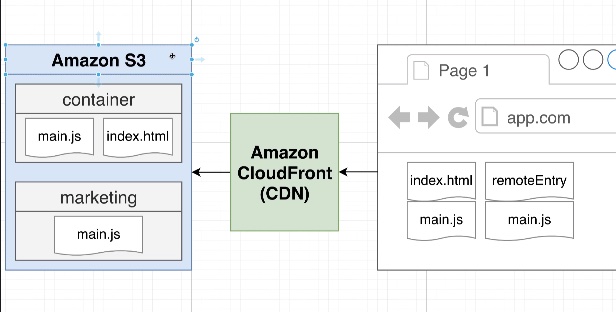 Amazon S3
container
main.js
index.html
marketing
main.js
Amazon
CloudFront
(CDN)
Page 1
app.com
index.html
remoteEntry
main.js
main.js